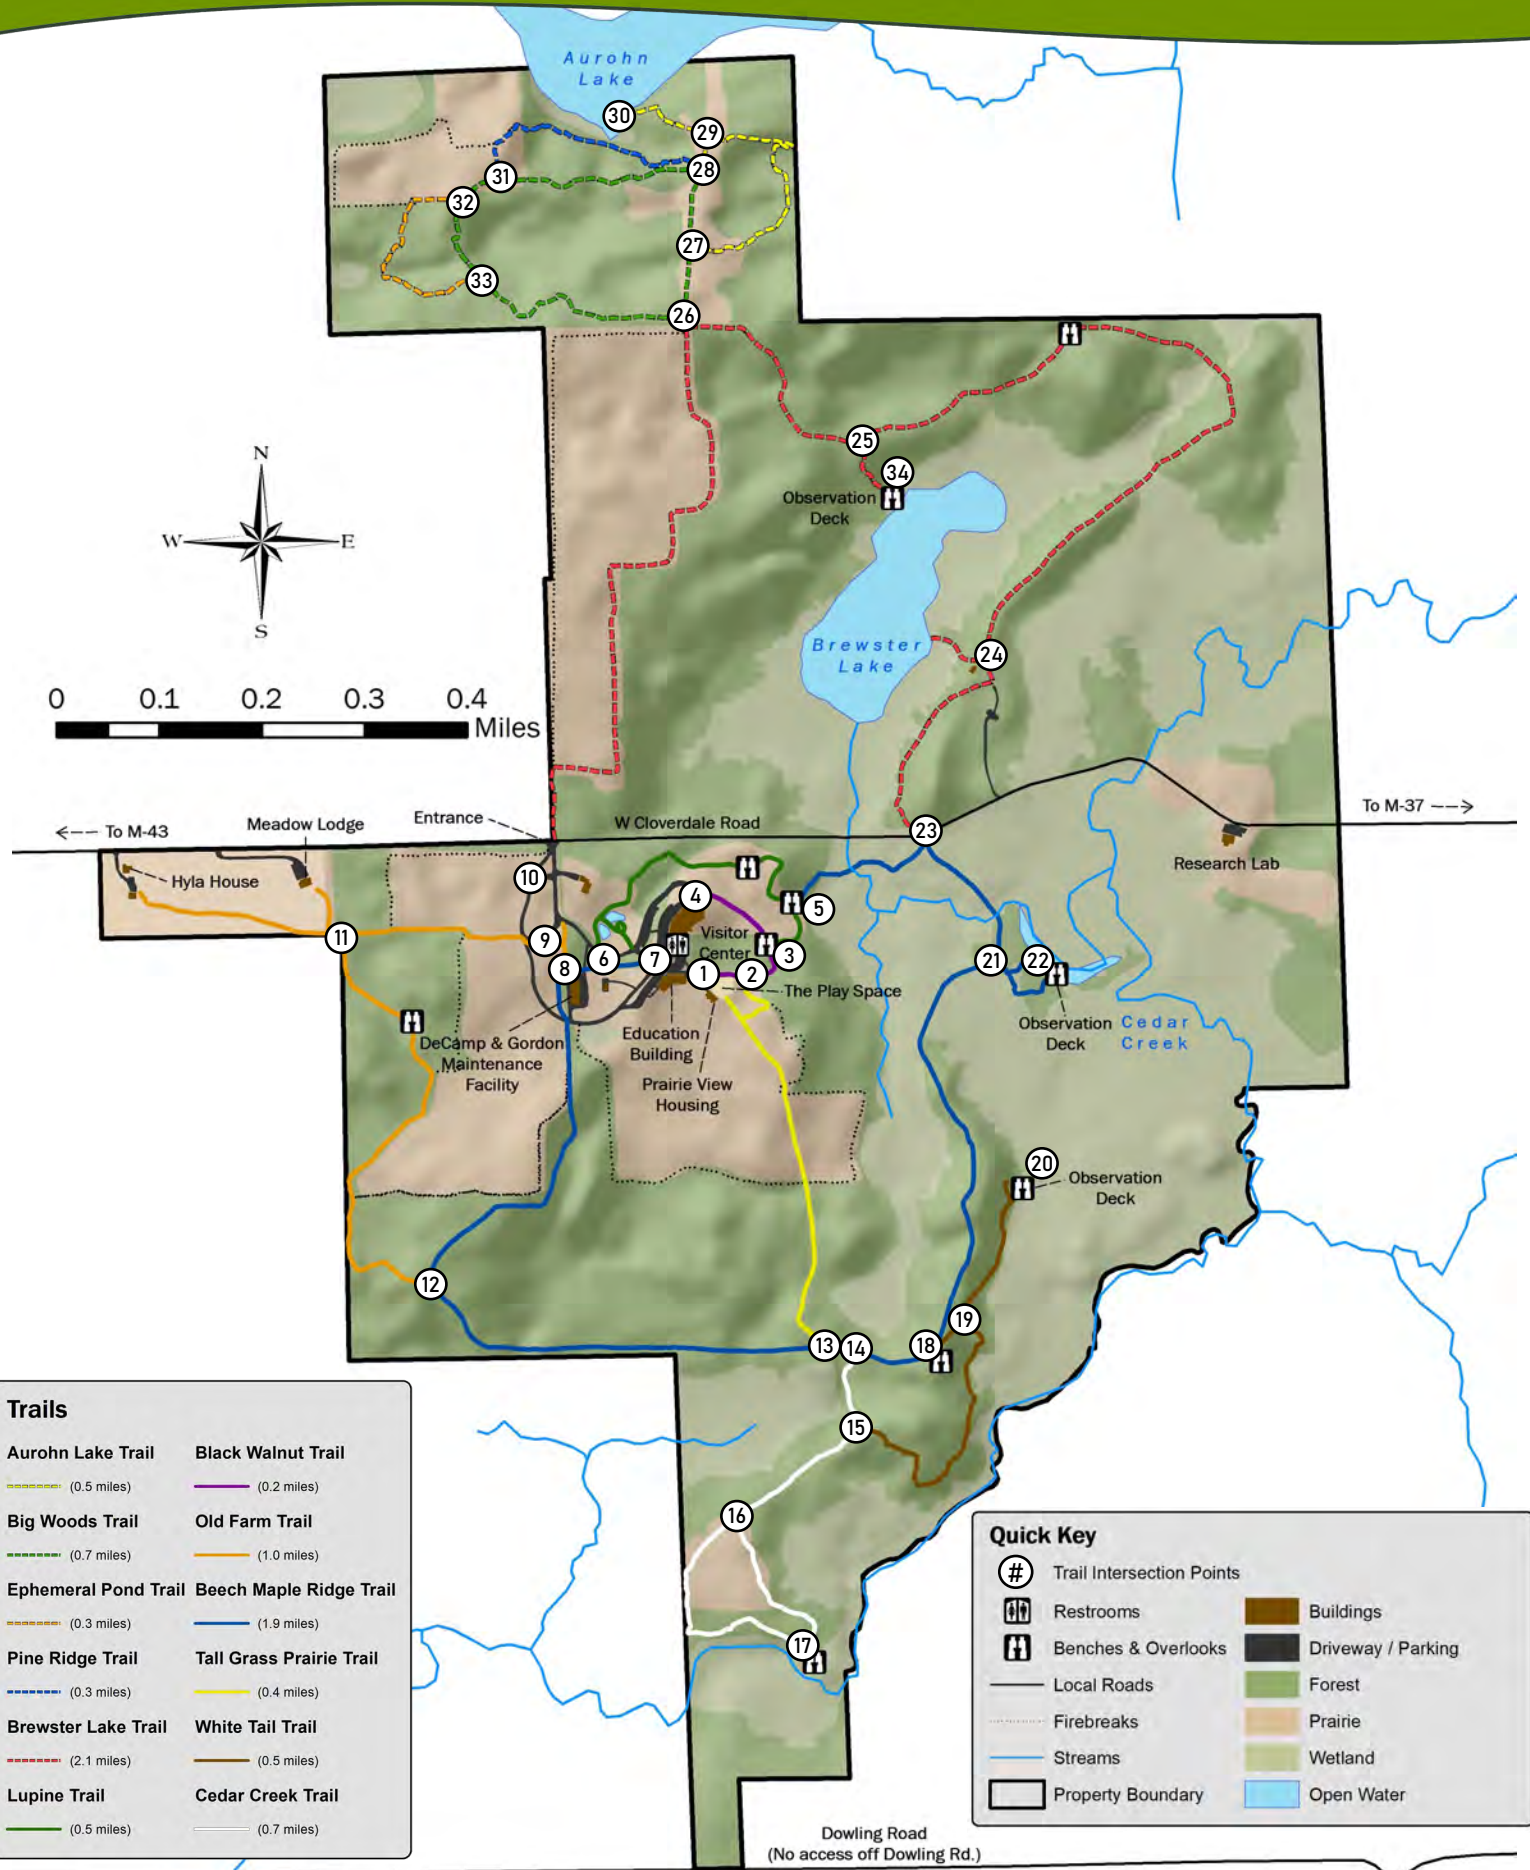 Aurohn
Lake
30
29
28
31
32
27
33
26
25
34
Observation
Deck
N
W
E
S
Brewster
Lake
24
0 0.1 0.2 0.3 0.4
Miles
To M-43
Meadow Lodge
Entrance
W Cloverdale Road
23
To M-37
Research Lab
Hyla House
10
4
5
11
9
Visitor
Center
3
8
6
7
1
2
21
22
The Play Space
Observation
Deck
Cedar
Creek
DeCamp & Gordon
Maintenance
Facility
Education
Building
Prairie View
Housing
20
Observation
Deck
12
19
13
14
18
15
16
17
Trails
Aurohn Lake Trail Black Walnut Trail
(0.5 miles) (0.2 miles)
Big Woods Trail Old Farm Trail
(0.7 miles) (1.0 miles)
Ephemeral Pond Trail Beech Maple Ridge Trail
(0.3 miles) (1.9 miles)
Pine Ridge Trail Tall Grass Prairie Trail
(0.3 miles) (0.4 miles)
Brewster Lake Trail White Tail Trail
(2.1 miles) (0.5 miles)
Lupine Trail Cedar Creek Trail
(0.5 miles) (0.7 miles)
Quick Key
# Trail Intersection Points
Restrooms Buildings
Benches & Overlooks Driveway / Parking
Local Roads Forest
Firebreaks Prairie
Streams Wetland
Property Boundary Open Water
Dowling Road
(No access off Dowling Rd.)